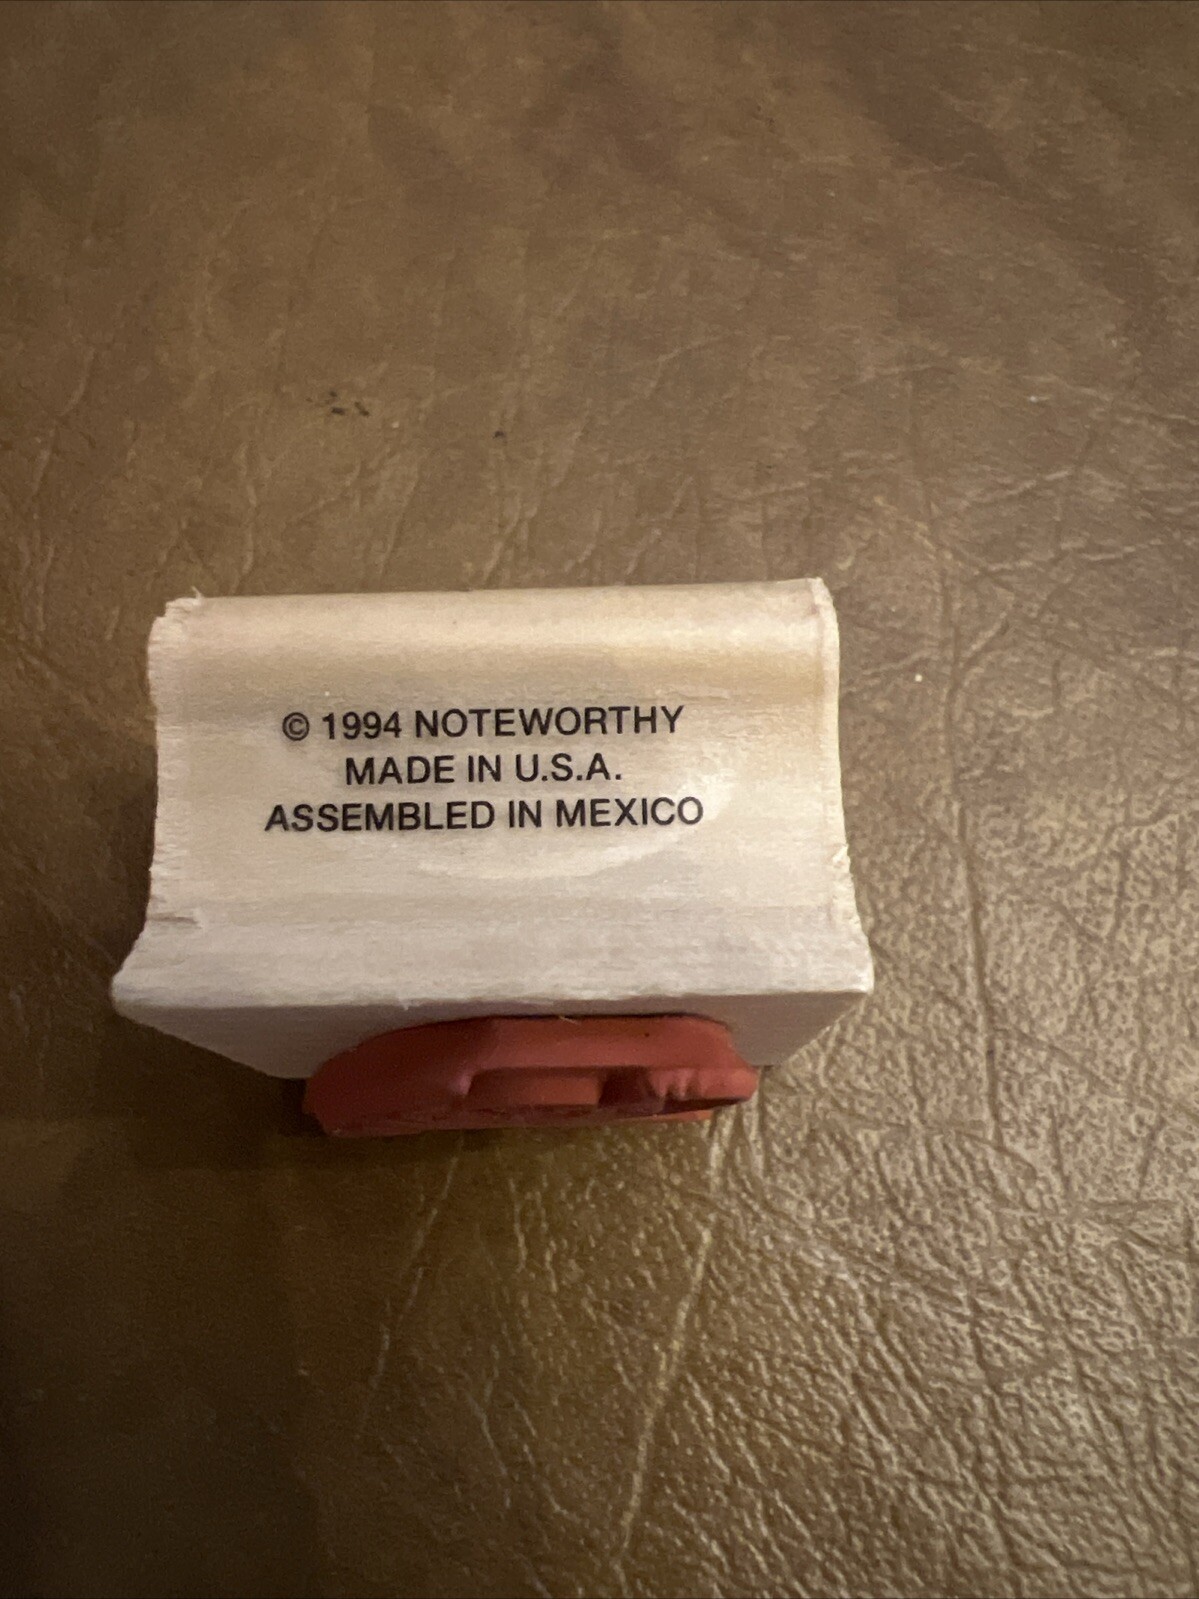 © 1994 NOTEWORTHY
MADE IN U.S.A.
ASSEMBLED IN MEXICO